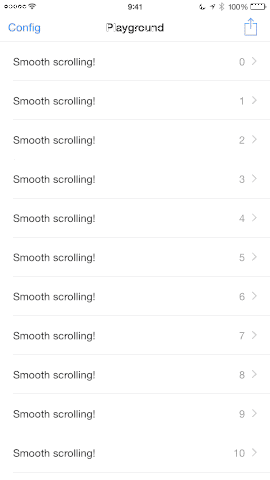 9:41 100%
Config Playground
Smooth scrolling! 0
Smooth scrolling! 1
Smooth scrolling! 2
Smooth scrolling! 3
Smooth scrolling! 4
Smooth scrolling! 5
Smooth scrolling! 6
Smooth scrolling! 7
Smooth scrolling! 8
Smooth scrolling! 9
Smooth scrolling! 10